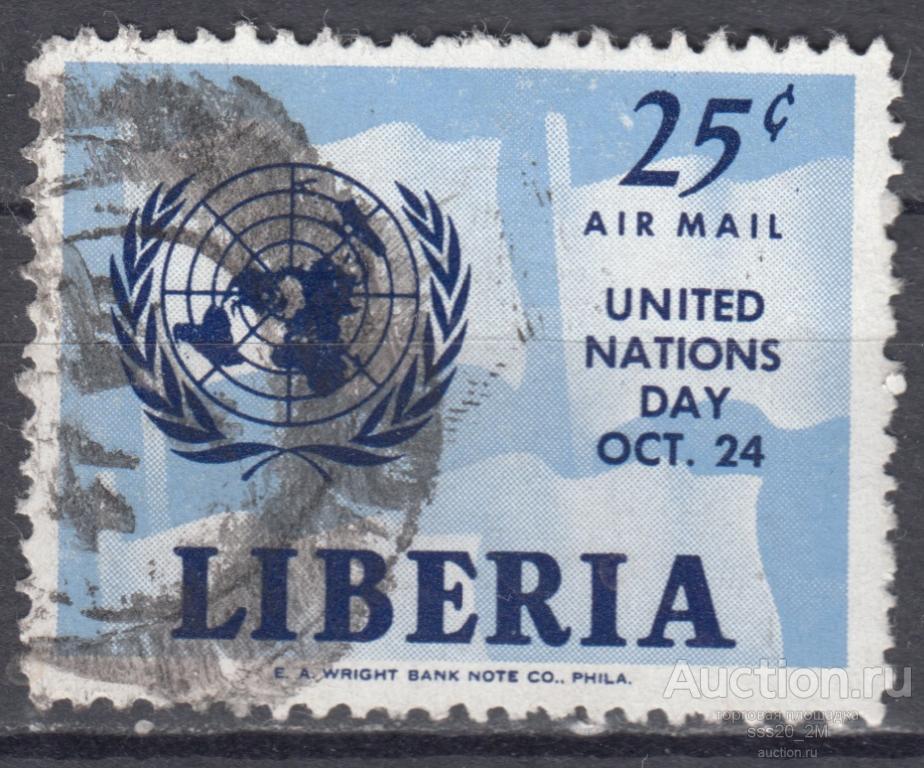 25¢
AIR MAIL
UNITED
NATIONS
DAY
OCT. 24
LIBERIA
E. A. WRIGHT BANK NOTE CO., PHILA.
Auction.ru
торговая площадка
sss20_2M
auction.ru